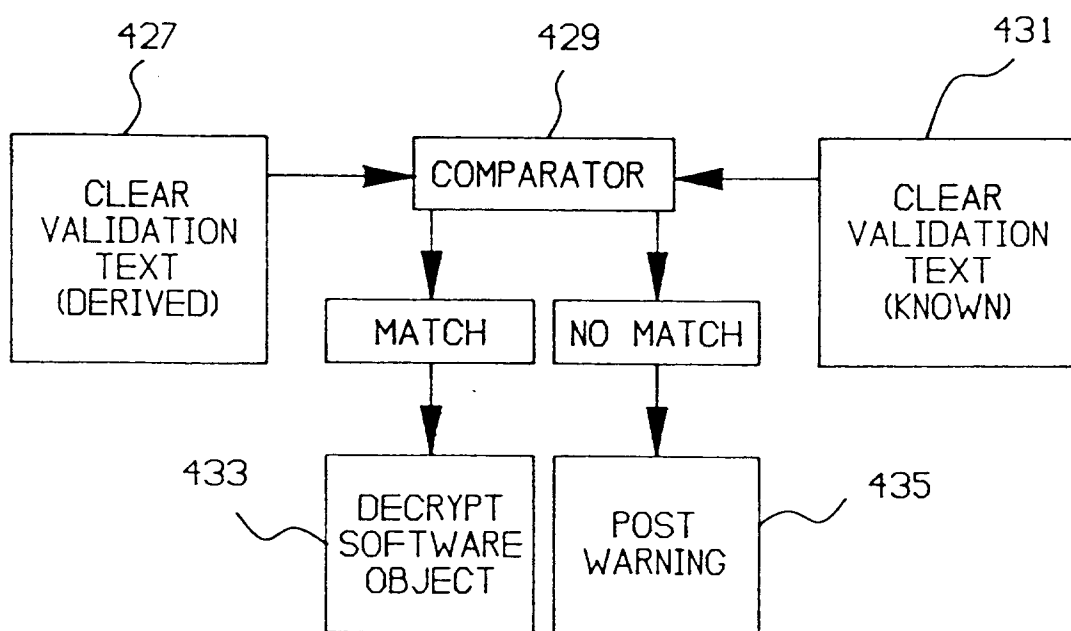 427
429
431
CLEAR
VALIDATION
TEXT
(DERIVED)
COMPARATOR
CLEAR
VALIDATION
TEXT
(KNOWN)
MATCH
NO MATCH
433
DECRYPT
SOFTWARE
OBJECT
POST
WARNING
435